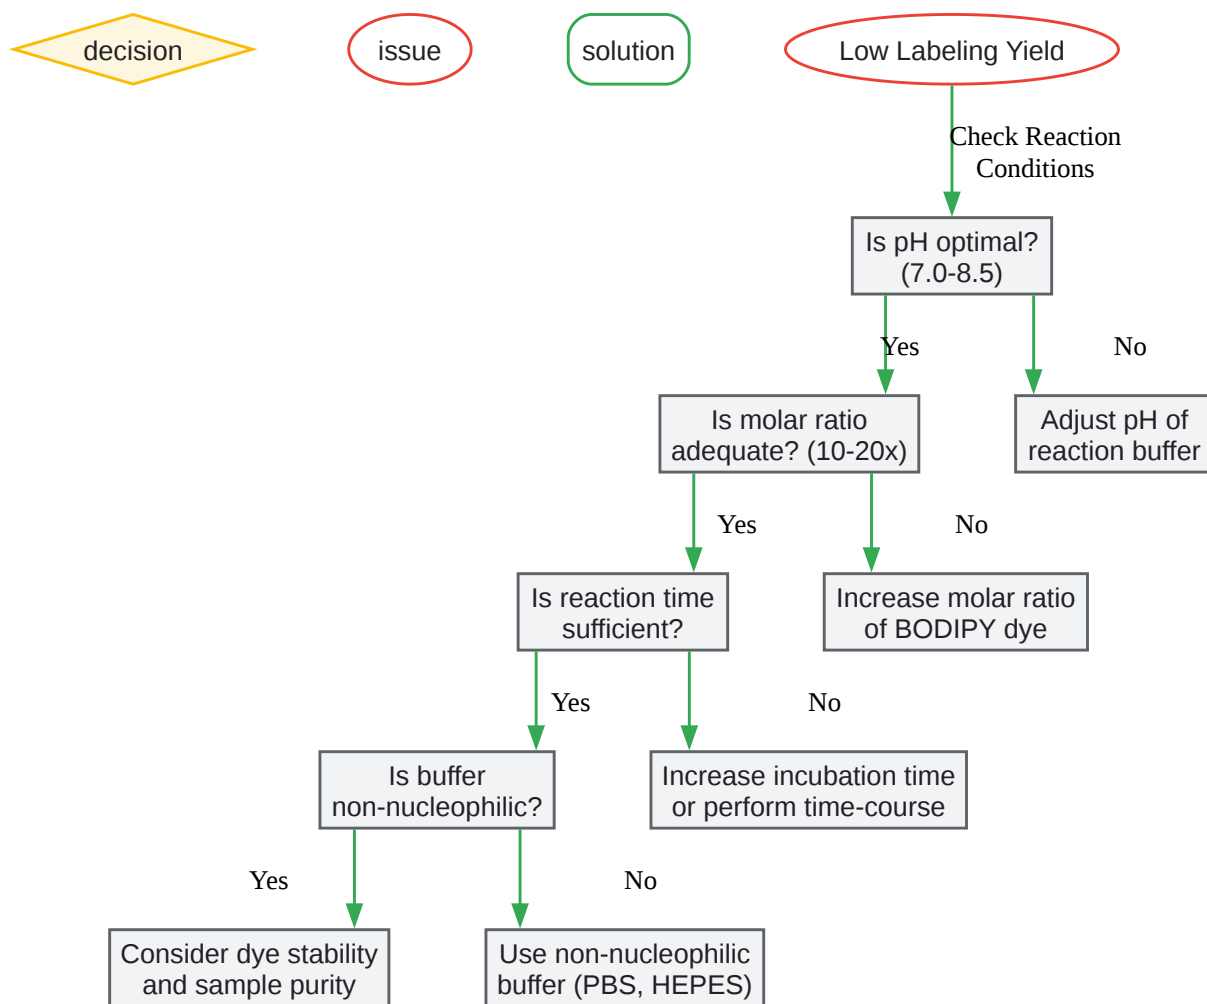 decision
issue
solution
Low Labeling Yield
Check Reaction
Conditions
Is pH optimal?
(7.0-8.5)
Yes
No
Is molar ratio
adequate? (10-20x)
Adjust pH of
reaction buffer
Yes
No
Is reaction time
sufficient?
Increase molar ratio
of BODIPY dye
Yes
No
Is buffer
non-nucleophilic?
Increase incubation time
or perform time-course
Yes
No
Consider dye stability
and sample purity
Use non-nucleophilic
buffer (PBS, HEPES)